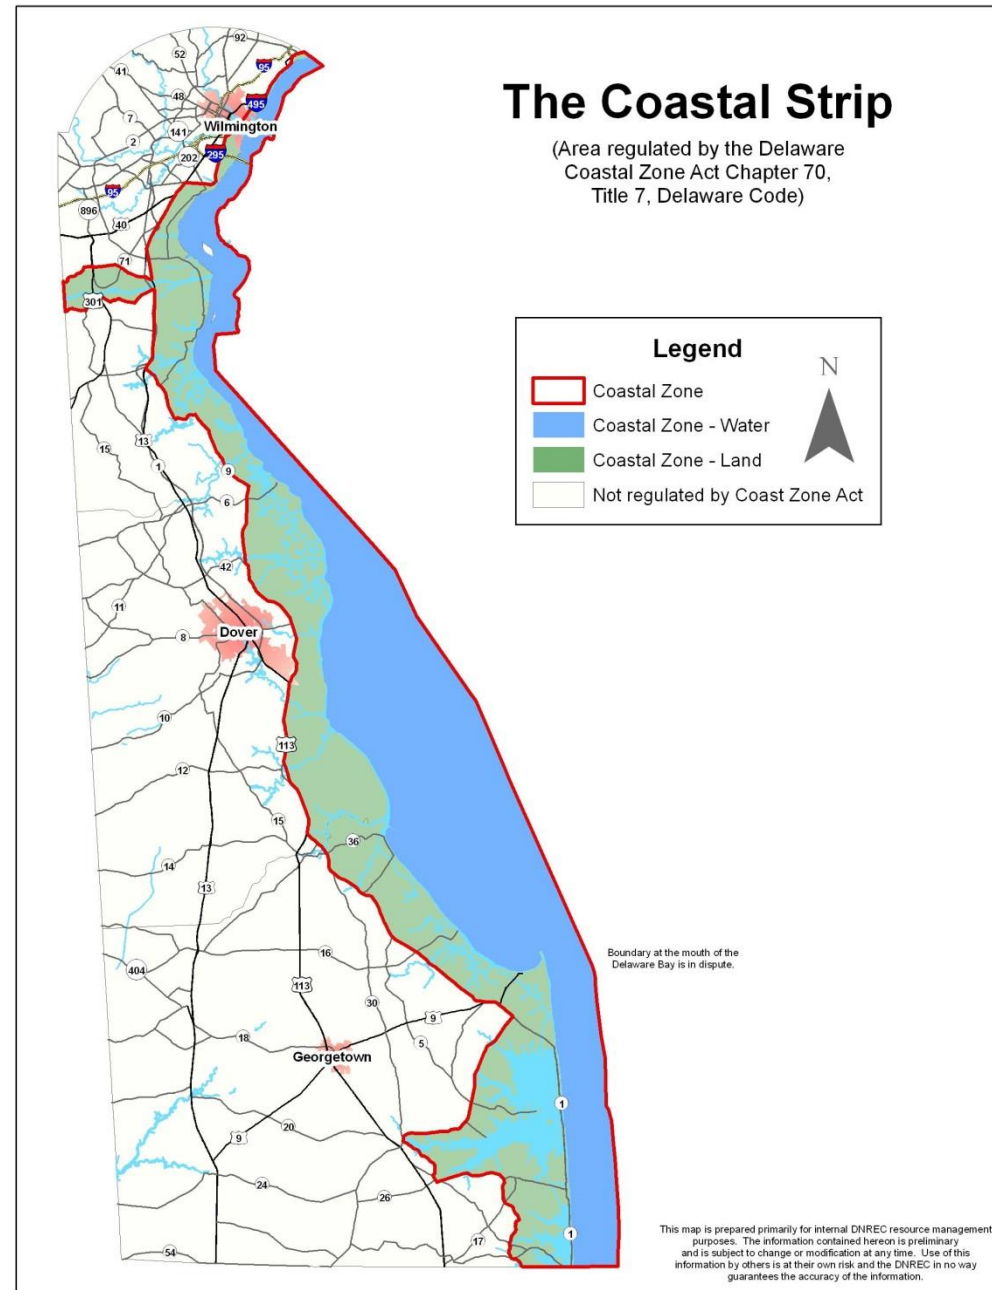 The Coastal Strip
(Area regulated by the Delaware
Coastal Zone Act Chapter 70,
Title 7, Delaware Code)
Legend
Coastal Zone
Coastal Zone - Water
Coastal Zone - Land
Not regulated by Coast Zone Act
N
92
52
95
41
48
495
7
Wilmington
141
2
202
295
95
896
40
71
301
13
15
1
9
6
42
11
8
Dover
10
113
12
15
36
14
13
16
404
113
30
9
18
5
Georgetown
1
20
9
24
26
17
1
54
Boundary at the mouth of the
Delaware Bay is in dispute.
This map is prepared primarily for internal DNREC resource management
purposes. The information contained hereon is preliminary
and is subject to change or modification at any time. Use of this
information by others is at their own risk and the DNREC in no way
guarantees the accuracy of the information.